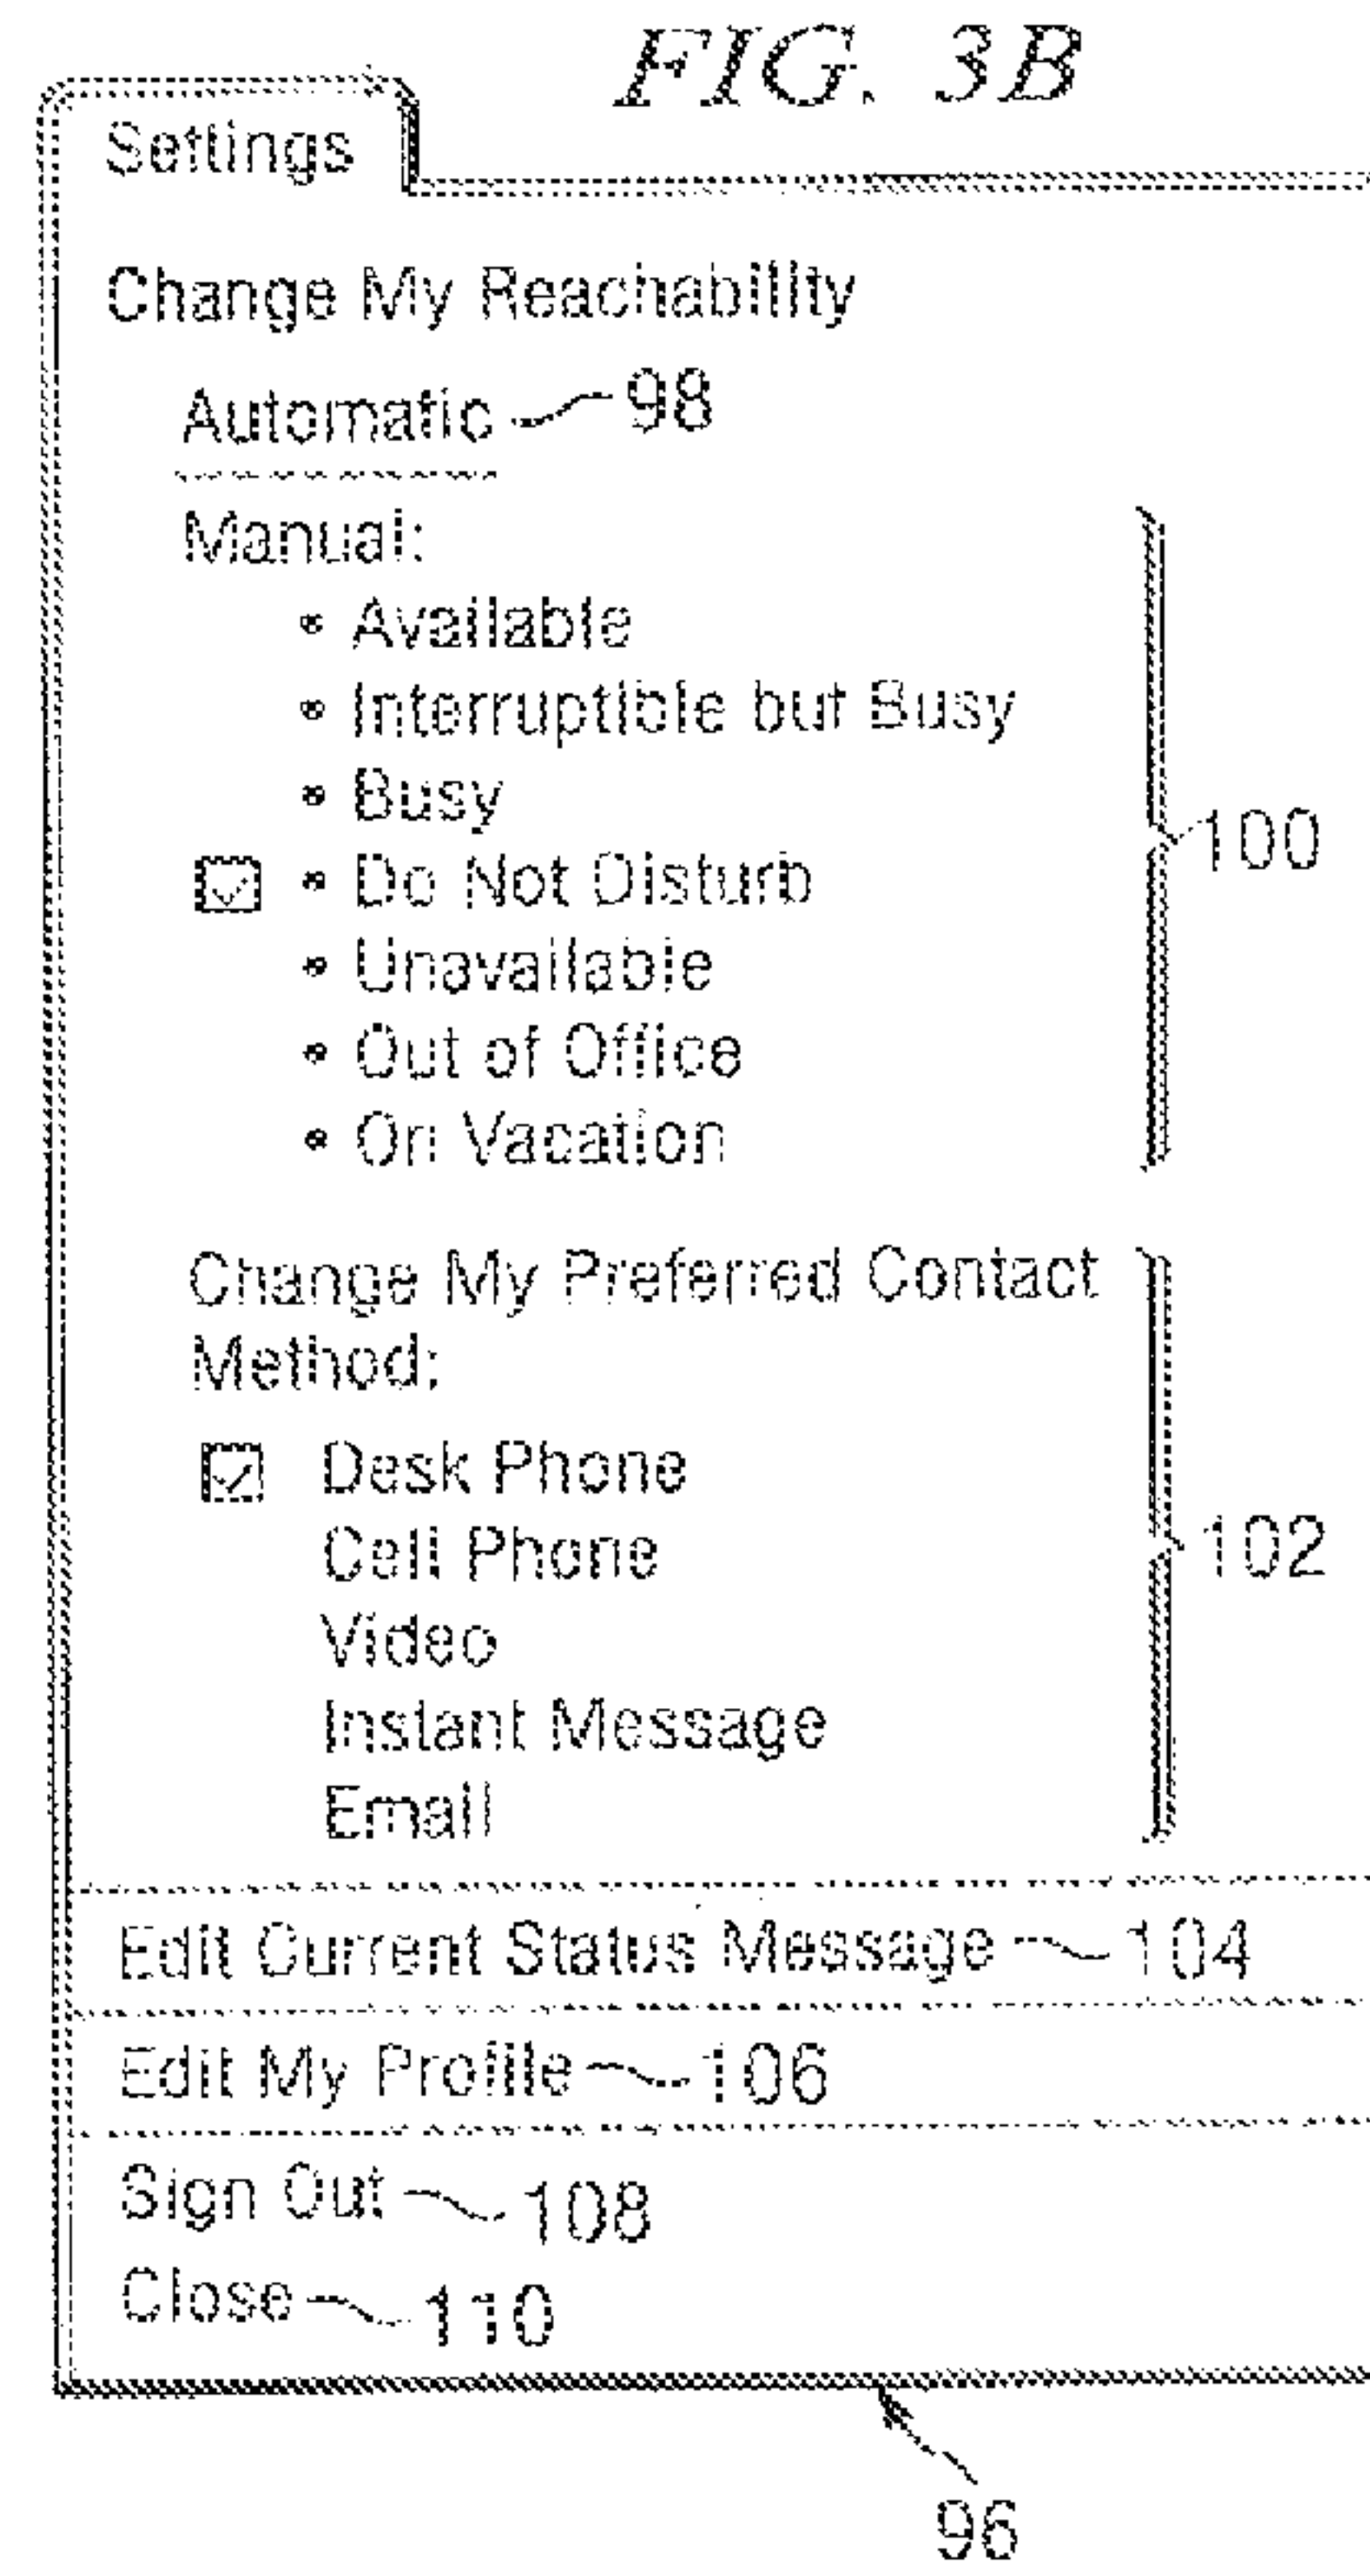 FIG. 3B
Settings
Change My Reachability
Automatic 98
Manual:
• Available
• Interruptible but Busy
• Busy
100
• Do Not Disturb
• Unavailable
• Out of Office
• On Vacation
Change My Preferred Contact
Method:
Desk Phone
Cell Phone
102
Video
Instant Message
Email
Edit Current Status Message 104
Edit My Profile 106
Sign Out 108
Close 110
96